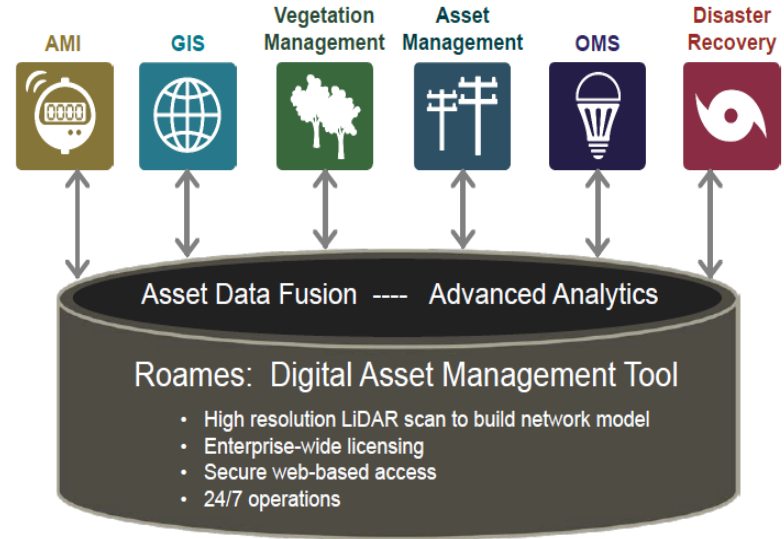 AMI
GIS
Vegetation
Management
Asset
Management
OMS
Disaster
Recovery
0000
Asset Data Fusion ---- Advanced Analytics
Roames: Digital Asset Management Tool
• High resolution LiDAR scan to build network model
• Enterprise-wide licensing
• Secure web-based access
• 24/7 operations